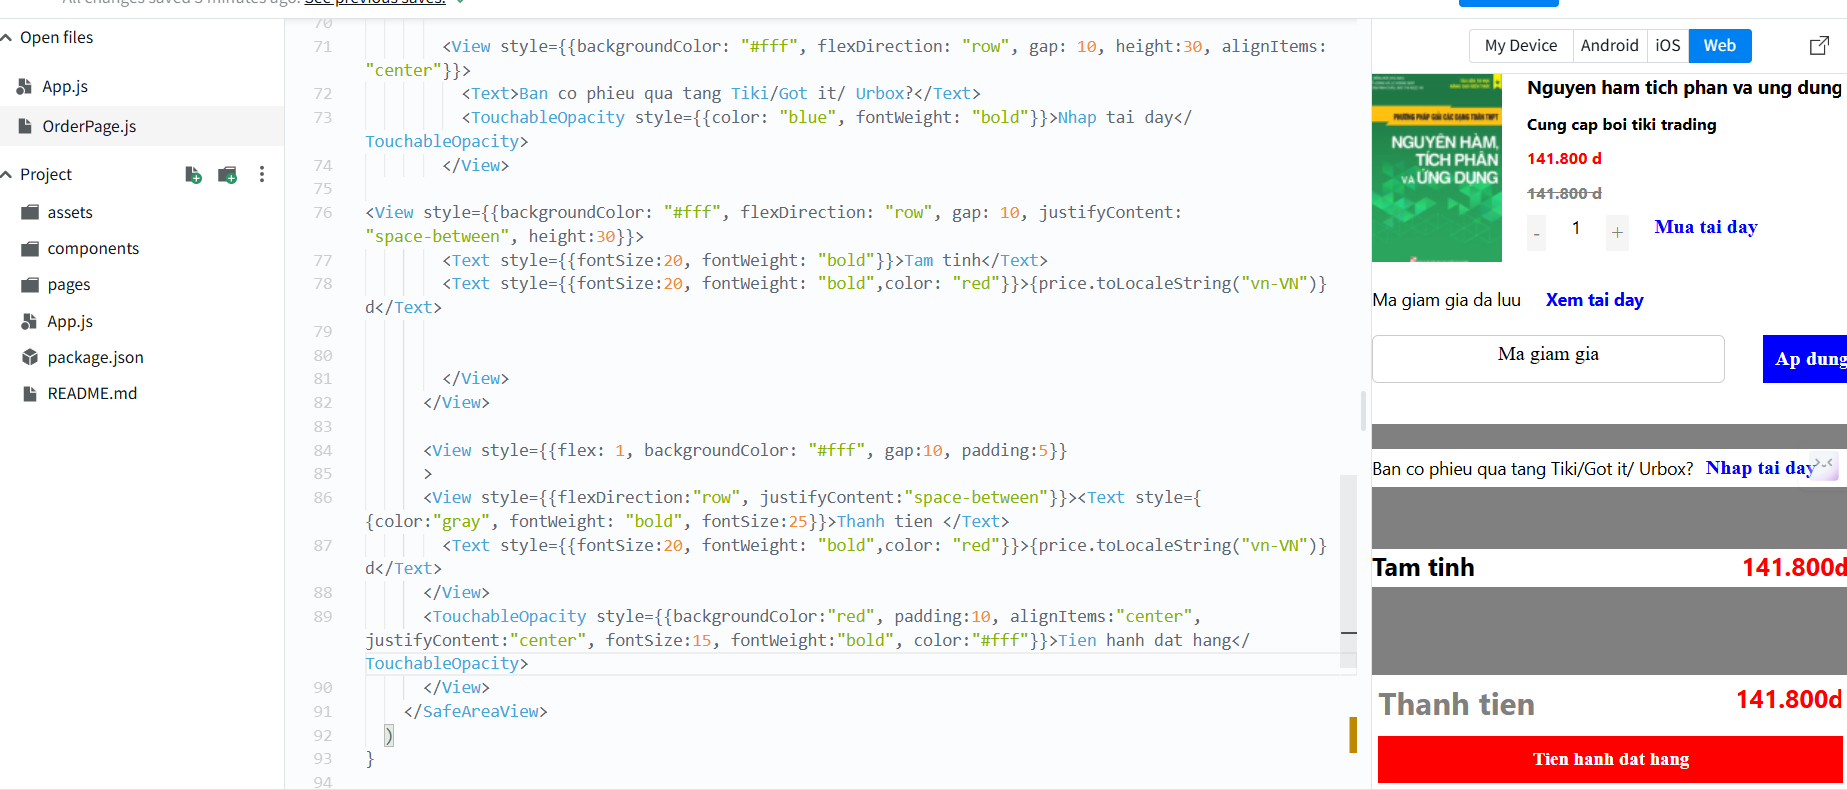 All changes saved 3 minutes ago. See previous saves.
Open files
App.js
OrderPage.js
Project
assets
components
pages
App.js
package.json
README.md
70
71 <View style={{backgroundColor: "#fff", flexDirection: "row", gap: 10, height:30, alignItems:
"center"}}>
72 <Text>Ban co phieu qua tang Tiki/Got it/ Urbox?</Text>
73 <TouchableOpacity style={{color: "blue", fontWeight: "bold"}}>Nhap tai day</
TouchableOpacity>
74 </View>
75
76 <View style={{backgroundColor: "#fff", flexDirection: "row", gap: 10, justifyContent:
"space-between", height:30}}>
77 <Text style={{fontSize:20, fontWeight: "bold"}}>Tam tinh</Text>
78 <Text style={{fontSize:20, fontWeight: "bold",color: "red"}}>{price.toLocaleString("vn-VN")}
d</Text>
79
80
81 </View>
82 </View>
83
84 <View style={{flex: 1, backgroundColor: "#fff", gap:10, padding:5}}
85 >
86 <View style={{flexDirection:"row", justifyContent:"space-between"}}><Text style={
{color:"gray", fontWeight: "bold", fontSize:25}}>Thanh tien </Text>
87 <Text style={{fontSize:20, fontWeight: "bold",color: "red"}}>{price.toLocaleString("vn-VN")}
d</Text>
88 </View>
89 <TouchableOpacity style={{backgroundColor:"red", padding:10, alignItems:"center",
justifyContent:"center", fontSize:15, fontWeight:"bold", color:"#fff"}}>Tien hanh dat hang</
TouchableOpacity>
90 </View>
91 </SafeAreaView>
92 )
93 }
94
My Device Android iOS Web
PHƯƠNG PHÁP GIẢI CÁC DẠNG TOÁN THPT
NGUYÊN HÀM,
TÍCH PHÂN
VÀ ỨNG DỤNG
Nguyen ham tich phan va ung dung
Cung cap boi tiki trading
141.800 d
141.800 d
- 1 + Mua tai day
Ma giam gia da luu Xem tai day
Ma giam gia Ap dung
Ban co phieu qua tang Tiki/Got it/ Urbox? Nhap tai day
Tam tinh 141.800d
Thanh tien 141.800d
Tien hanh dat hang